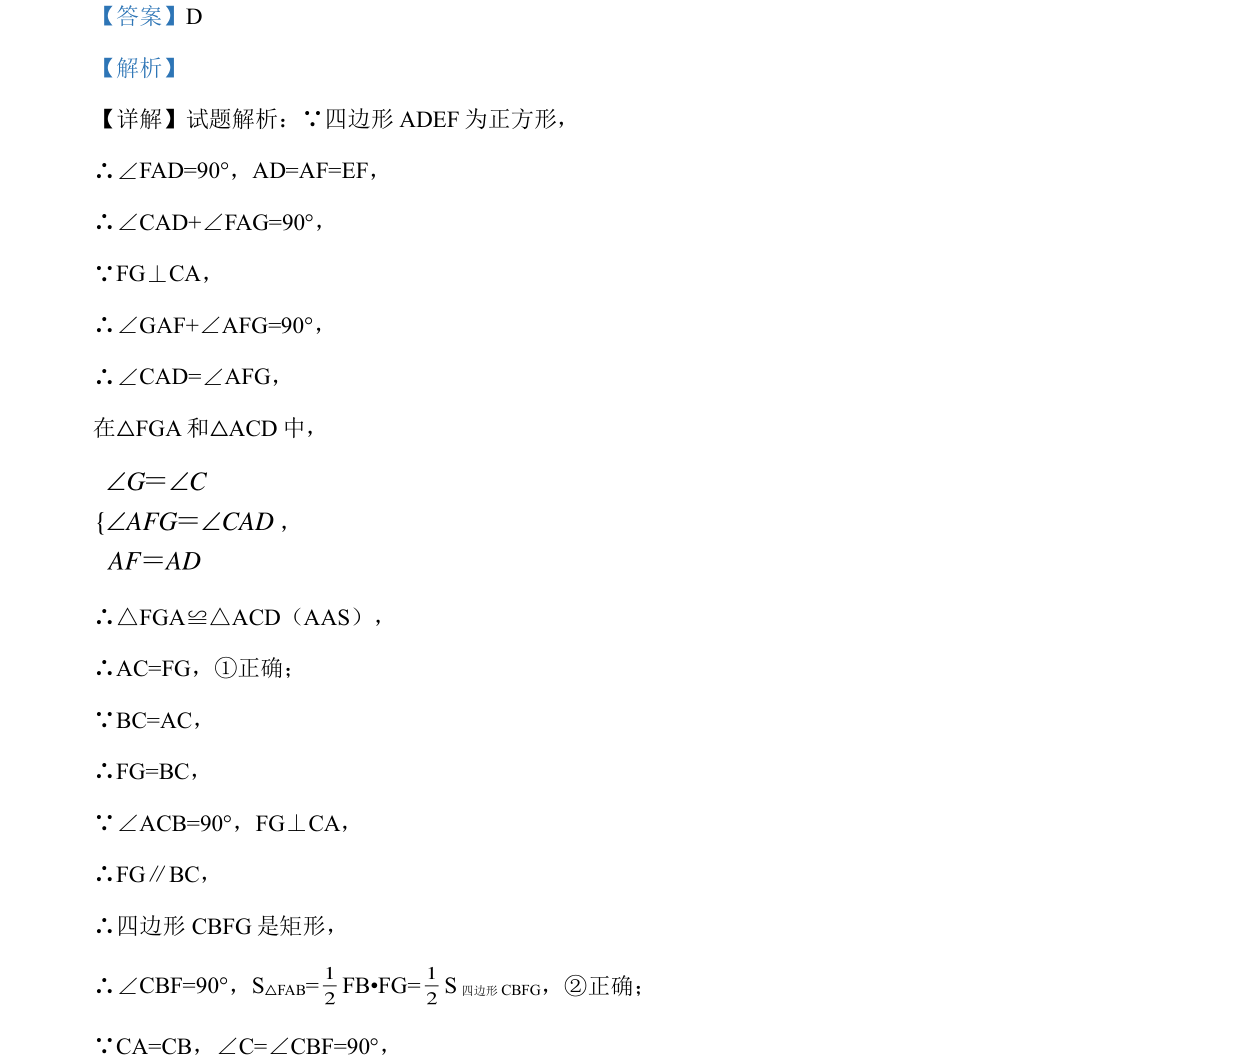 【答案】D
【解析】
【详解】试题解析：∵四边形 ADEF 为正方形，
∴∠FAD=90°，AD=AF=EF，
∴∠CAD+∠FAG=90°，
∵FG⊥CA，
∴∠GAF+∠AFG=90°，
∴∠CAD=∠AFG，
在△FGA 和△ACD 中，
∠G＝∠C
{∠AFG＝∠CAD，
AF＝AD
∴△FGA≌△ACD（AAS），
∴AC=FG，①正确；
∵BC=AC，
∴FG=BC，
∵∠ACB=90°，FG⊥CA，
∴FG∥BC，
∴四边形 CBFG 是矩形，
∴∠CBF=90°，S△FAB=1/2 FB•FG=1/2 S 四边形 CBFG，②正确；
∵CA=CB，∠C=∠CBF=90°，